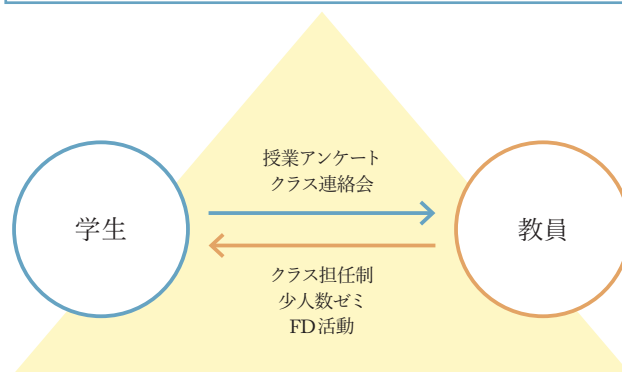 授業アンケート
クラス連絡会
学生
教員
クラス担任制
少人数ゼミ
FD活動